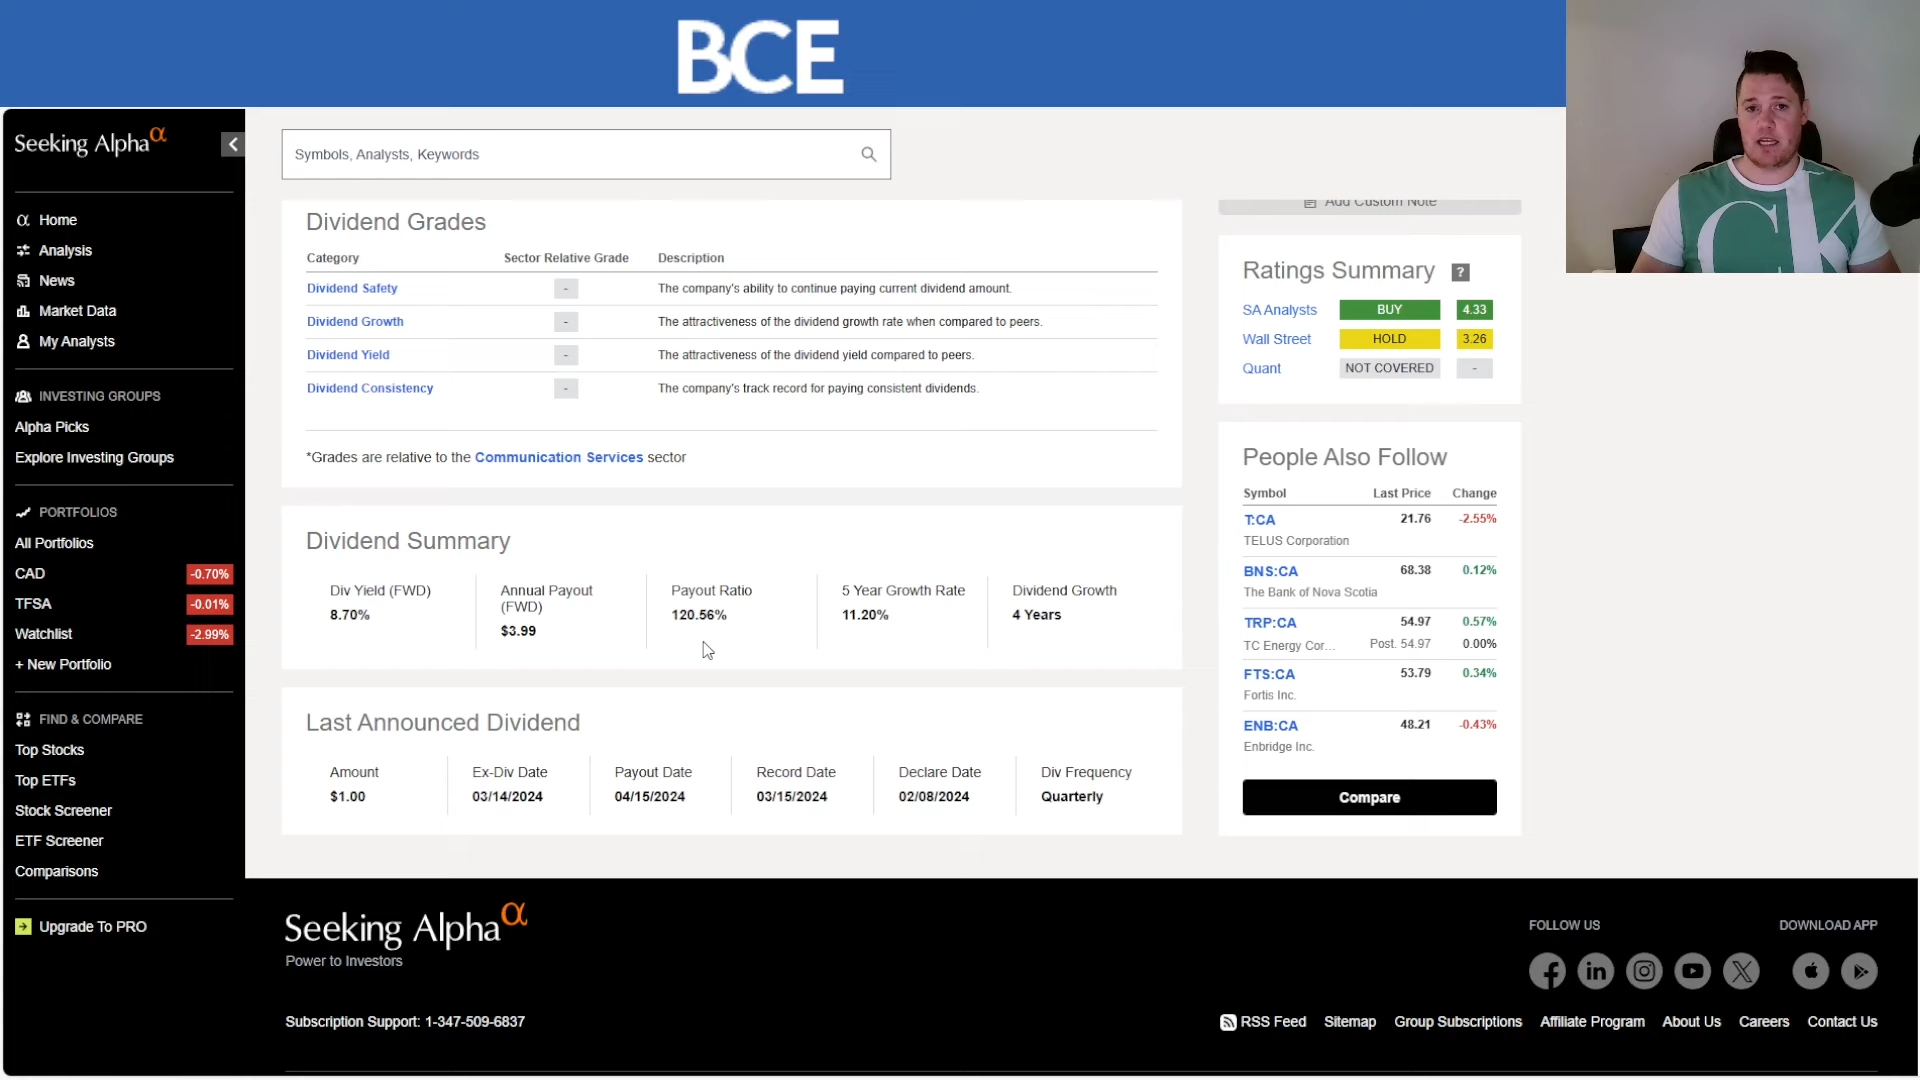 BCE
Seeking Alpha α
Symbols, Analysts, Keywords
Home
Analysis
News
Market Data
My Analysts
INVESTING GROUPS
Alpha Picks
Explore Investing Groups
PORTFOLIOS
All Portfolios
CAD -0.70%
TFSA -0.01%
Watchlist -2.99%
+ New Portfolio
FIND & COMPARE
Top Stocks
Top ETFs
Stock Screener
ETF Screener
Comparisons
Upgrade To PRO
Dividend Grades
Category Sector Relative Grade Description
Dividend Safety - The company's ability to continue paying current dividend amount.
Dividend Growth - The attractiveness of the dividend growth rate when compared to peers.
Dividend Yield - The attractiveness of the dividend yield compared to peers.
Dividend Consistency - The company's track record for paying consistent dividends.
*Grades are relative to the Communication Services sector
Dividend Summary
Div Yield (FWD) Annual Payout (FWD) Payout Ratio 5 Year Growth Rate Dividend Growth
8.70% $3.99 120.56% 11.20% 4 Years
Last Announced Dividend
Amount Ex-Div Date Payout Date Record Date Declare Date Div Frequency
$1.00 03/14/2024 04/15/2024 03/15/2024 02/08/2024 Quarterly
Add Custom Note
Ratings Summary ?
SA Analysts BUY 4.33
Wall Street HOLD 3.26
Quant NOT COVERED -
People Also Follow
Symbol Last Price Change
T:CA 21.76 -2.55%
TELUS Corporation
BNS:CA 68.38 0.12%
The Bank of Nova Scotia
TRP:CA 54.97 0.57%
TC Energy Cor... Post. 54.97 0.00%
FTS:CA 53.79 0.34%
Fortis Inc.
ENB:CA 48.21 -0.43%
Enbridge Inc.
Compare
CK
Seeking Alpha α
Power to Investors
FOLLOW US DOWNLOAD APP
Subscription Support: 1-347-509-6837
RSS Feed Sitemap Group Subscriptions Affiliate Program About Us Careers Contact Us